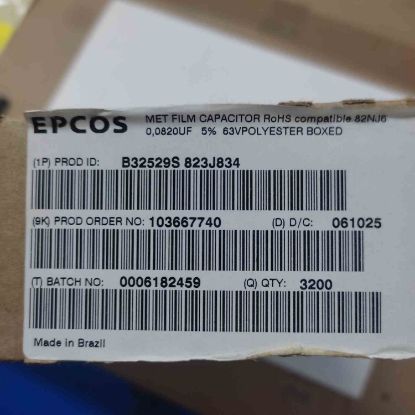 EPCOS MET FILM CAPACITOR RoHS compatible 82NJ6
0,0820UF 5% 63VPOLYESTER BOXED
(1P) PROD ID: B32529S 823J834
(9K) PROD ORDER NO: 103667740 (D) D/C: 061025
(T) BATCH NO: 0006182459 (Q) QTY: 3200
Made in Brazil